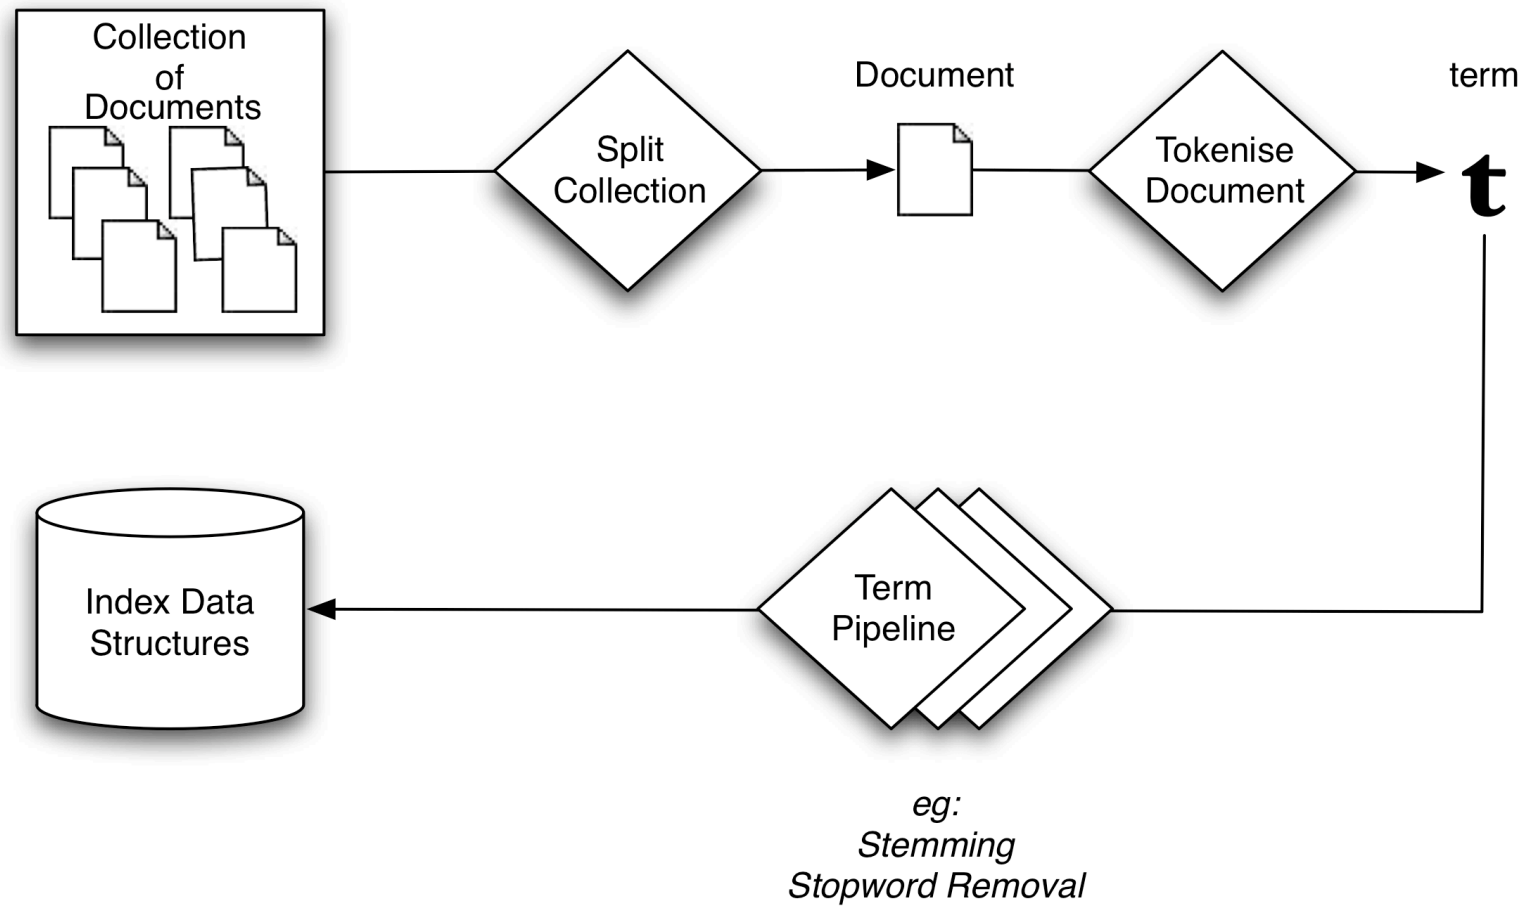 Collection
of
Documents
Split
Collection
Document
Tokenise
Document
term
t
Index Data
Structures
Term
Pipeline
eg:
Stemming
Stopword Removal